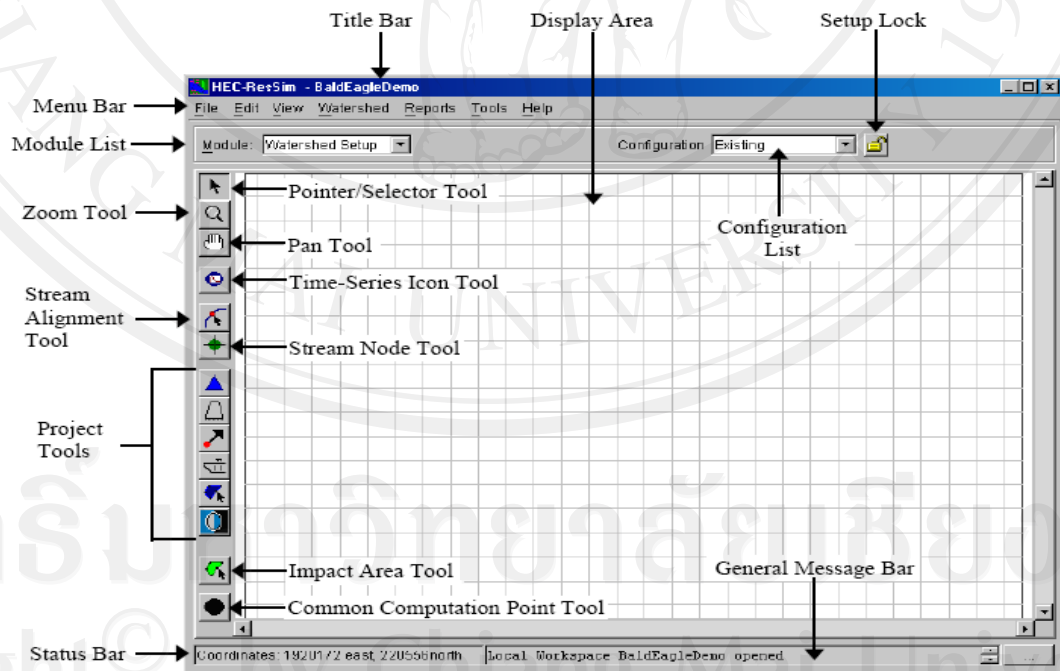 Title Bar
Display Area
Setup Lock
HEC-ResSim - BaldEagleDemo
Menu Bar
File Edit View Watershed Reports Tools Help
Module List
Module: Watershed Setup
Configuration Existing
Pointer/Selector Tool
Zoom Tool
Configuration
List
Pan Tool
Time-Series Icon Tool
Stream
Alignment
Tool
Stream Node Tool
Project
Tools
Impact Area Tool
General Message Bar
Common Computation Point Tool
Status Bar
Coordinates: 1920172 east, 220556north
Local Workspace BaldEagleDemo opened